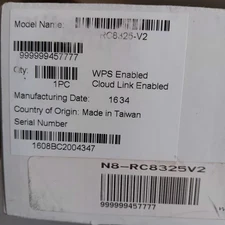 Model Name:
RC8325-V2
999999457777
Qty:
1PC
WPS Enabled
Cloud Link Enabled
Manufacturing Date: 1634
Country of Origin: Made in Taiwan
Serial Number
1608BC2004347
N8-RC8325V2
999999457777